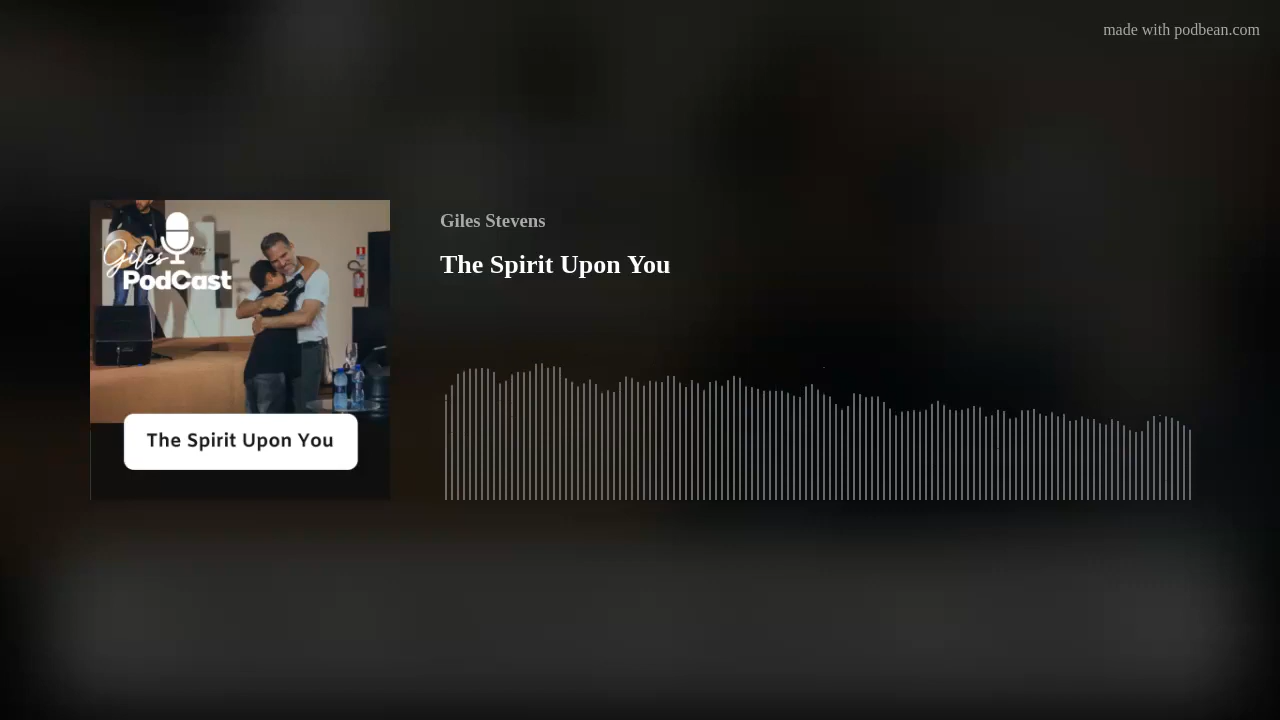 made with podbean.com
Giles
PodCast
The Spirit Upon You
Giles Stevens
The Spirit Upon You